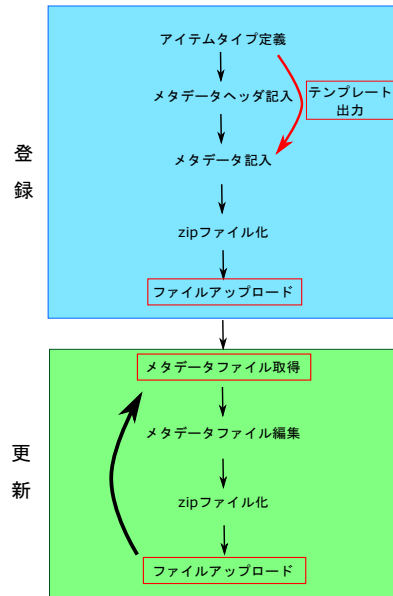 アイテムタイプ定義
メタデータヘッダ記入
テンプレート
出力
メタデータ記入
登
録
zipファイル化
ファイルアップロード
メタデータファイル取得
メタデータファイル編集
更
新
zipファイル化
ファイルアップロード